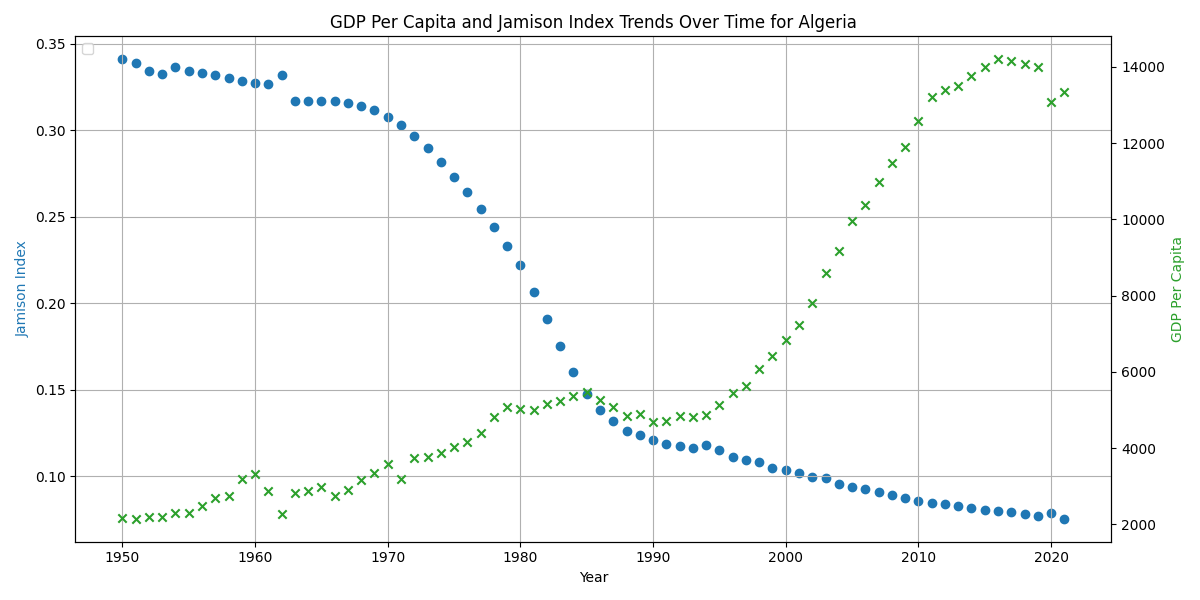 GDP Per Capita and Jamison Index Trends Over Time for Algeria
0.35
0.30
0.25
0.20
0.15
0.10
Jamison Index
14000
12000
10000
8000
6000
4000
2000
GDP Per Capita
1950 1960 1970 1980 1990 2000 2010 2020
Year